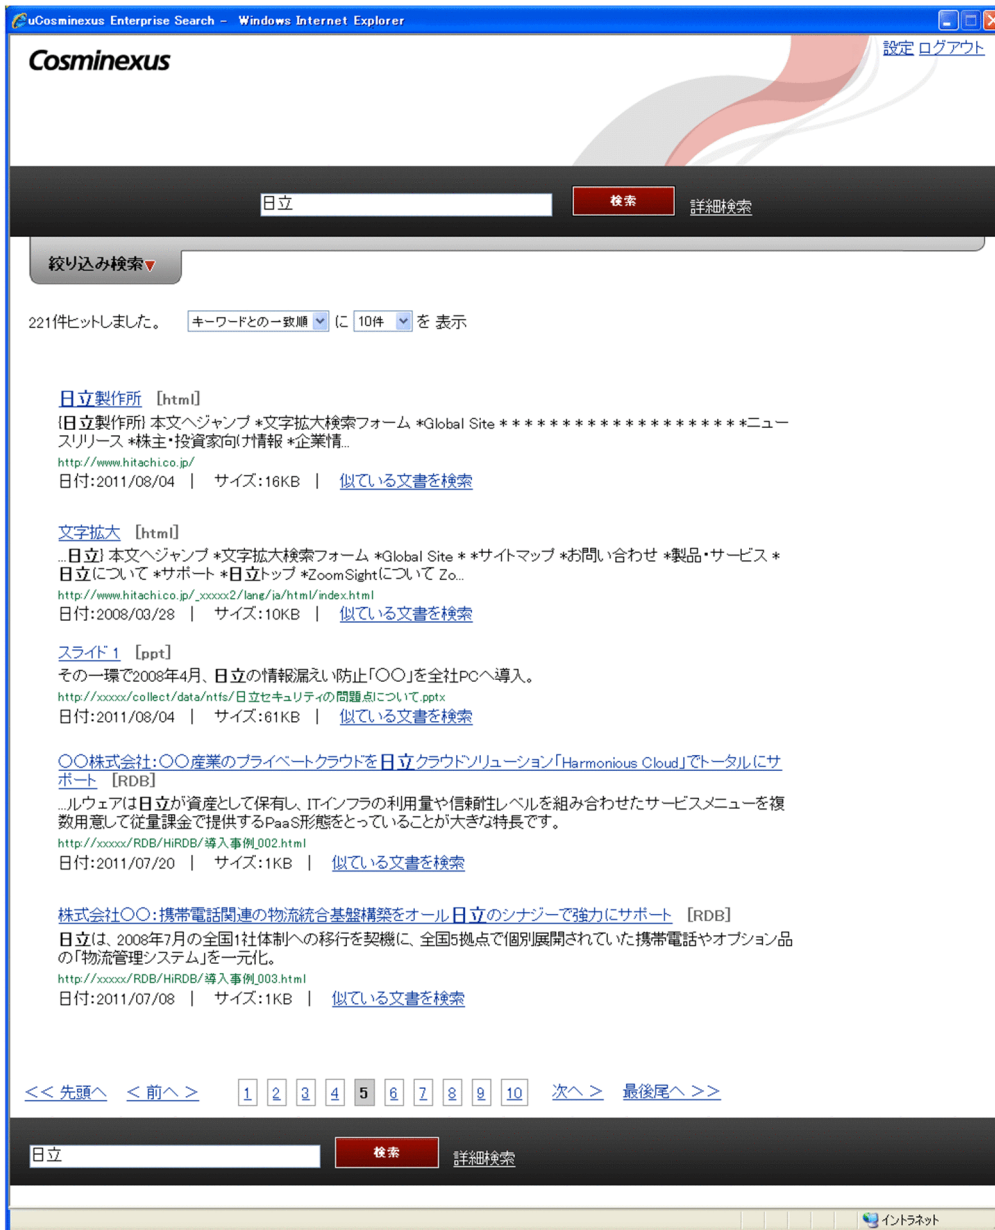 uCosminexus Enterprise Search - Windows Internet Explorer
Cosminexus
設定 ログアウト
日立 検索 詳細検索
絞り込み検索▼
221件ヒットしました。 キーワードとの一致順 に 10件 を 表示
日立製作所 [html]
{日立製作所} 本文へジャンプ *文字拡大検索フォーム *Global Site * * * * * * * * * * * * * * * * * * * * *ニュー
スリリース *株主・投資家向け情報 *企業情...
http://www.hitachi.co.jp/
日付:2011/08/04 | サイズ:16KB | 似ている文書を検索
文字拡大 [html]
...日立} 本文へジャンプ *文字拡大検索フォーム *Global Site * *サイトマップ *お問い合わせ *製品・サービス *
日立について *サポート *日立トップ *ZoomSightについて Zo...
http://www.hitachi.co.jp/_xxxxx2/lang/ja/html/index.html
日付:2008/03/28 | サイズ:10KB | 似ている文書を検索
スライド 1 [ppt]
その一環で2008年4月、日立の情報漏えい防止「〇〇」を全社PCへ導入。
http://xxxxx/collect/data/ntfs/日立セキュリティの問題点について.pptx
日付:2011/08/04 | サイズ:61KB | 似ている文書を検索
〇〇株式会社:〇〇産業のプライベートクラウドを日立クラウドソリューション「Harmonious Cloud」でトータルにサ
ポート [RDB]
...ルウェアは日立が資産として保有し、ITインフラの利用量や信頼性レベルを組み合わせたサービスメニューを複
数用意して従量課金で提供するPaaS形態をとっていることが大きな特長です。
http://xxxxx/RDB/HiRDB/導入事例_002.html
日付:2011/07/20 | サイズ:1KB | 似ている文書を検索
株式会社〇〇:携帯電話関連の物流統合基盤構築をオール日立のシナジーで強力にサポート [RDB]
日立は、2008年7月の全国1社体制への移行を契機に、全国5拠点で個別展開されていた携帯電話やオプション品
の「物流管理システム」を一元化。
http://xxxxx/RDB/HiRDB/導入事例_003.html
日付:2011/07/08 | サイズ:1KB | 似ている文書を検索
<< 先頭へ < 前へ > 1 2 3 4 5 6 7 8 9 10 次へ > 最後尾へ >>
日立 検索 詳細検索
イントラネット